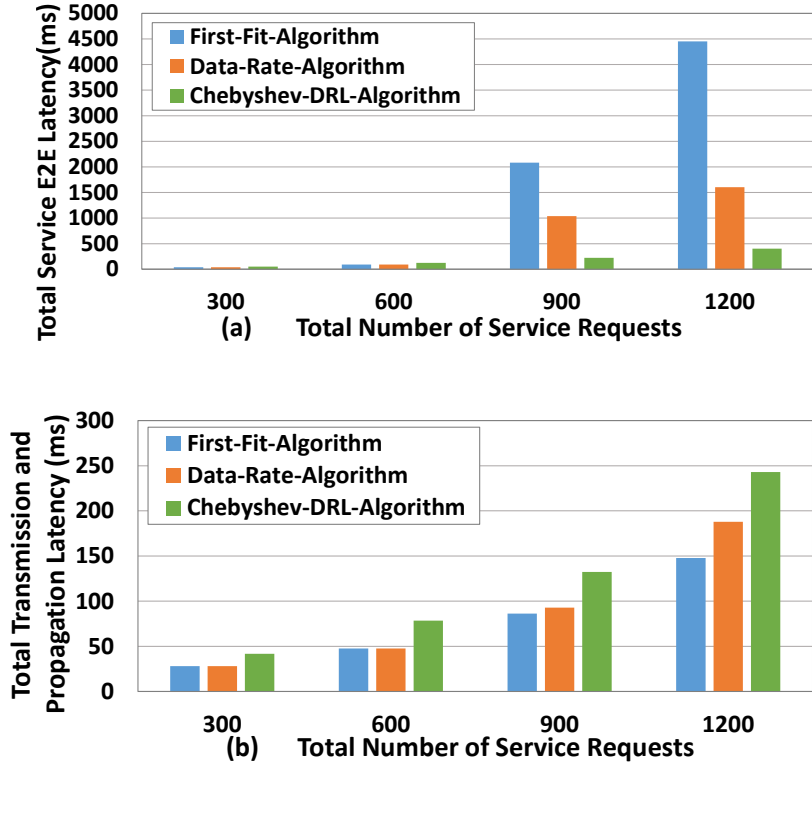 Total Service E2E Latency(ms)
5000
4500
4000
3500
3000
2500
2000
1500
1000
500
0
First-Fit-Algorithm
Data-Rate-Algorithm
Chebyshev-DRL-Algorithm
300 600 900 1200
(a) Total Number of Service Requests
Total Transmission and
Propagation Latency (ms)
300
250
200
150
100
50
0
First-Fit-Algorithm
Data-Rate-Algorithm
Chebyshev-DRL-Algorithm
300 600 900 1200
(b) Total Number of Service Requests